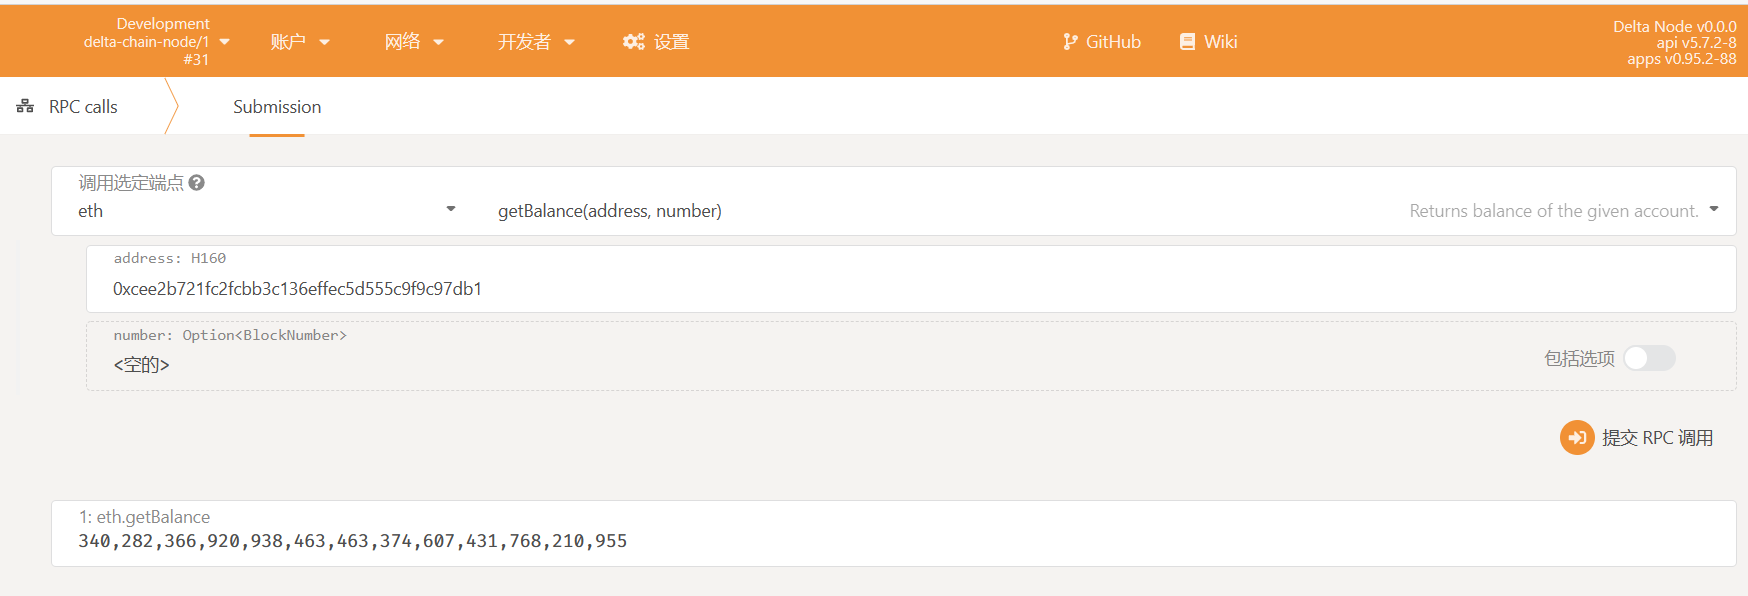 Development
delta-chain-node/1
#31
账户
网络
开发者
设置
GitHub
Wiki
Delta Node v0.0.0
api v5.7.2-8
apps v0.95.2-88
RPC calls
Submission
调用选定端点
eth
getBalance(address, number)
Returns balance of the given account.
address: H160
0xcee2b721fc2fcbb3c136effec5d555c9f9c97db1
number: Option<BlockNumber>
<空的>
包括选项
提交 RPC 调用
1: eth.getBalance
340,282,366,920,938,463,463,374,607,431,768,210,955